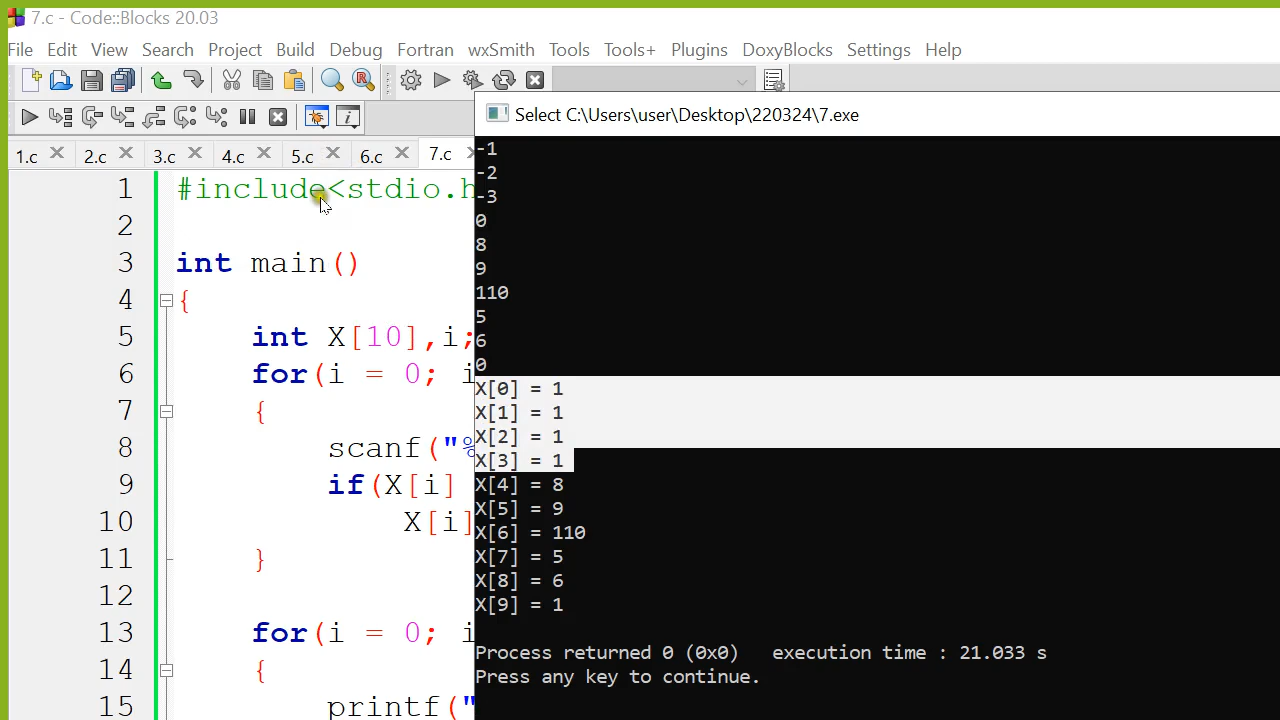 7.c - Code::Blocks 20.03
File Edit View Search Project Build Debug Fortran wxSmith Tools Tools+ Plugins DoxyBlocks Settings Help
1.c 2.c 3.c 4.c 5.c 6.c 7.c
1 #include<stdio.h
2
3 int main()
4 {
5 int X[10],i;
6 for(i = 0; i
7 {
8 scanf("%
9 if(X[i]
10 X[i]
11 }
12
13 for(i = 0; i
14 {
15 printf("
Select C:\Users\user\Desktop\220324\7.exe
-1
-2
-3
0
8
9
110
5
6
0
X[0] = 1
X[1] = 1
X[2] = 1
X[3] = 1
X[4] = 8
X[5] = 9
X[6] = 110
X[7] = 5
X[8] = 6
X[9] = 1
Process returned 0 (0x0) execution time : 21.033 s
Press any key to continue.